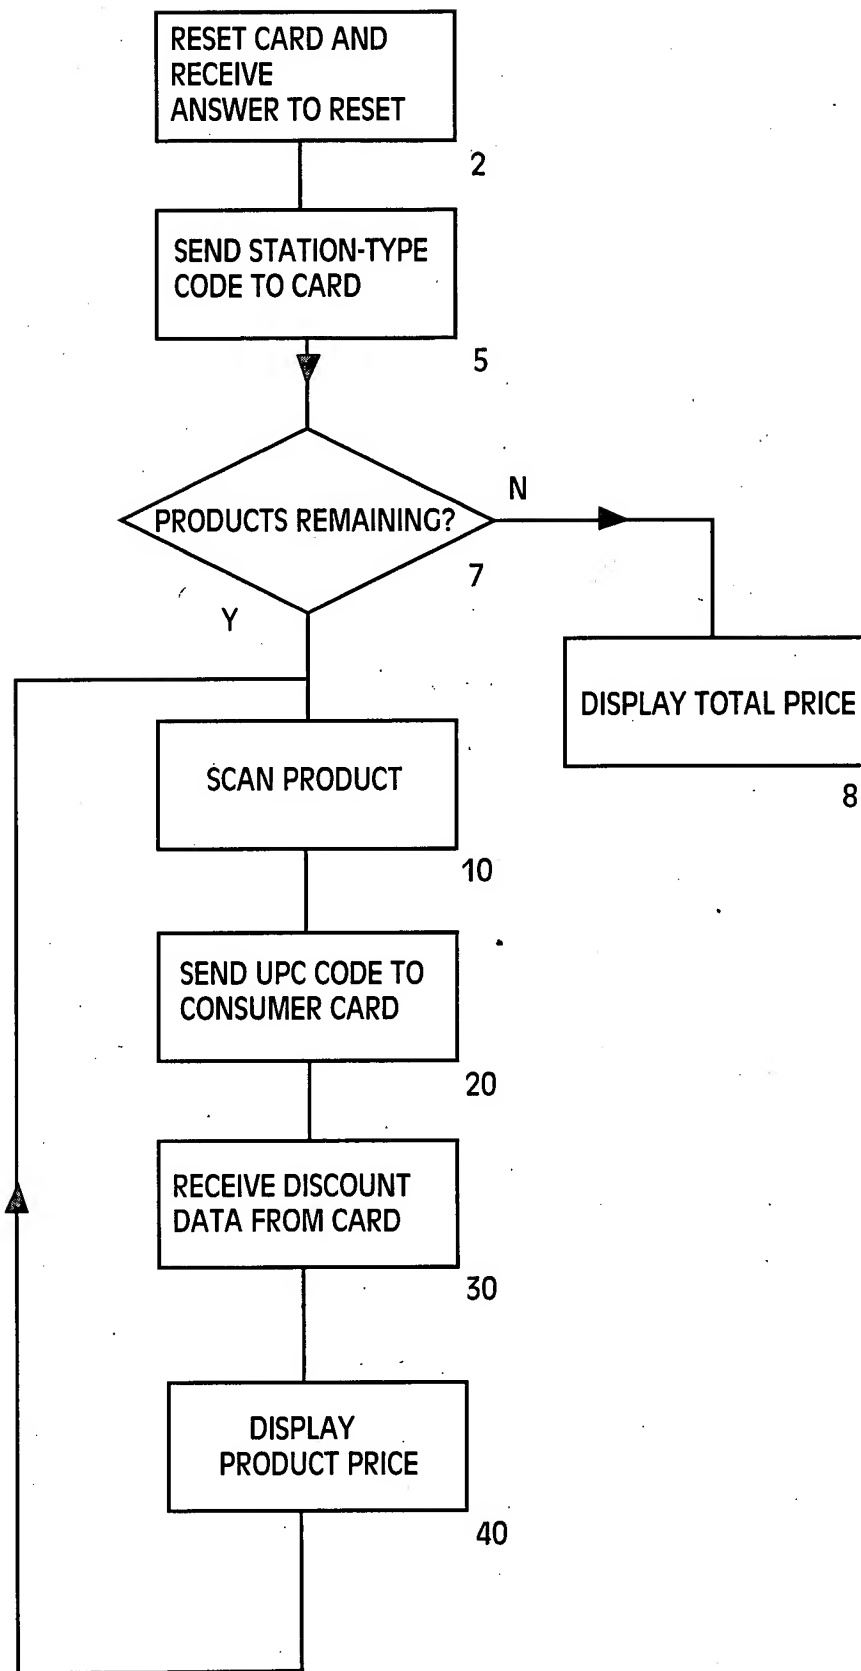 RESET CARD AND
RECEIVE
ANSWER TO RESET
2
SEND STATION-TYPE
CODE TO CARD
5
PRODUCTS REMAINING?
N
7
Y
DISPLAY TOTAL PRICE
8
SCAN PRODUCT
10
SEND UPC CODE TO
CONSUMER CARD
20
RECEIVE DISCOUNT
DATA FROM CARD
30
DISPLAY
PRODUCT PRICE
40